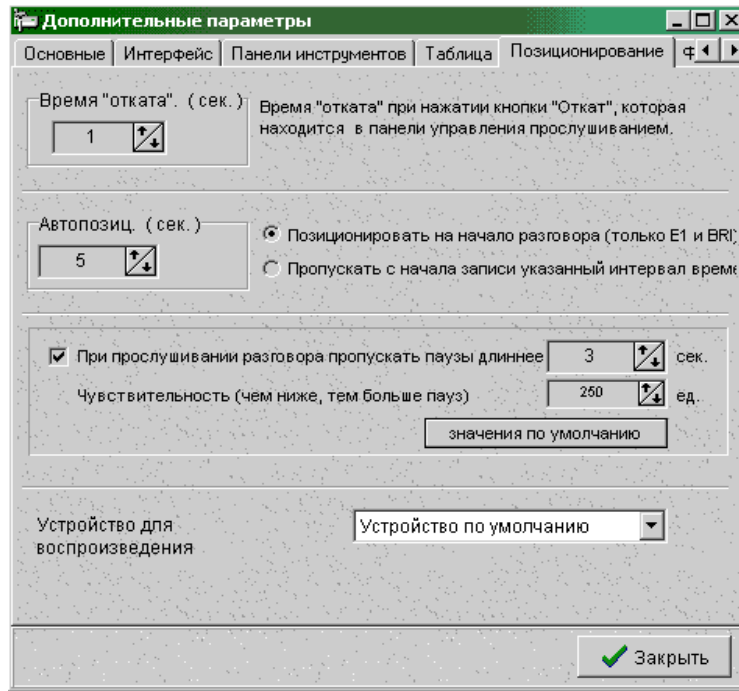 Дополнительные параметры
Основные Интерфейс Панели инструментов Таблица Позиционирование Ф
Время "отката". ( сек. )
1
Время "отката" при нажатии кнопки "Откат", которая
находится в панели управления прослушиванием.
Автопозиц. ( сек. )
5
Позиционировать на начало разговора (только E1 и BRI)
Пропускать с начала записи указанный интервал време
При прослушивании разговора пропускать паузы длиннее 3 сек.
Чувствительность (чем ниже, тем больше пауз) 250 ед.
значения по умолчанию
Устройство для
воспроизведения
Устройство по умолчанию
Закрыть